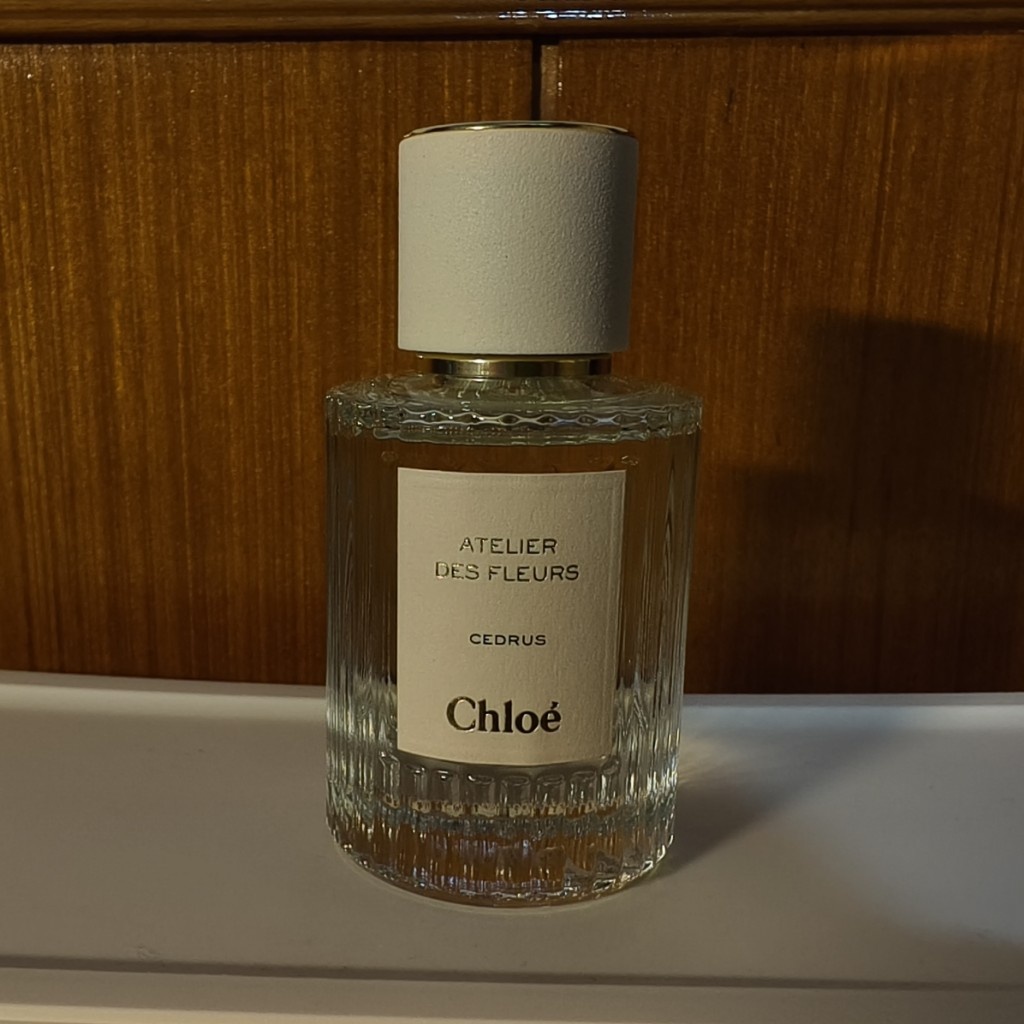 ATELIER
DES FLEURS
CEDRUS
Chloé